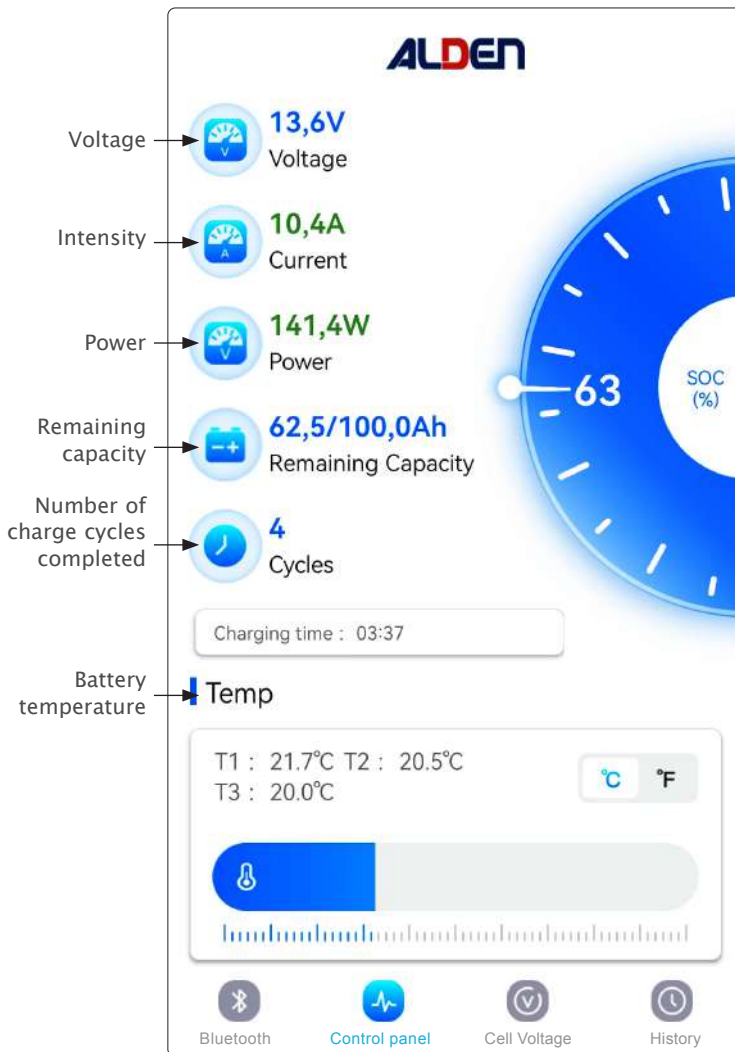 ALDEN
Voltage
13,6V
Voltage
Intensity
10,4A
Current
Power
141,4W
Power
Remaining
capacity
62,5/100,0Ah
Remaining Capacity
Number of
charge cycles
completed
4
Cycles
63
SOC
(%)
Charging time : 03:37
Battery
temperature
Temp
T1 : 21.7℃ T2 : 20.5℃
T3 : 20.0℃
℃ ℉
Bluetooth Control panel Cell Voltage History
V
A
V
V